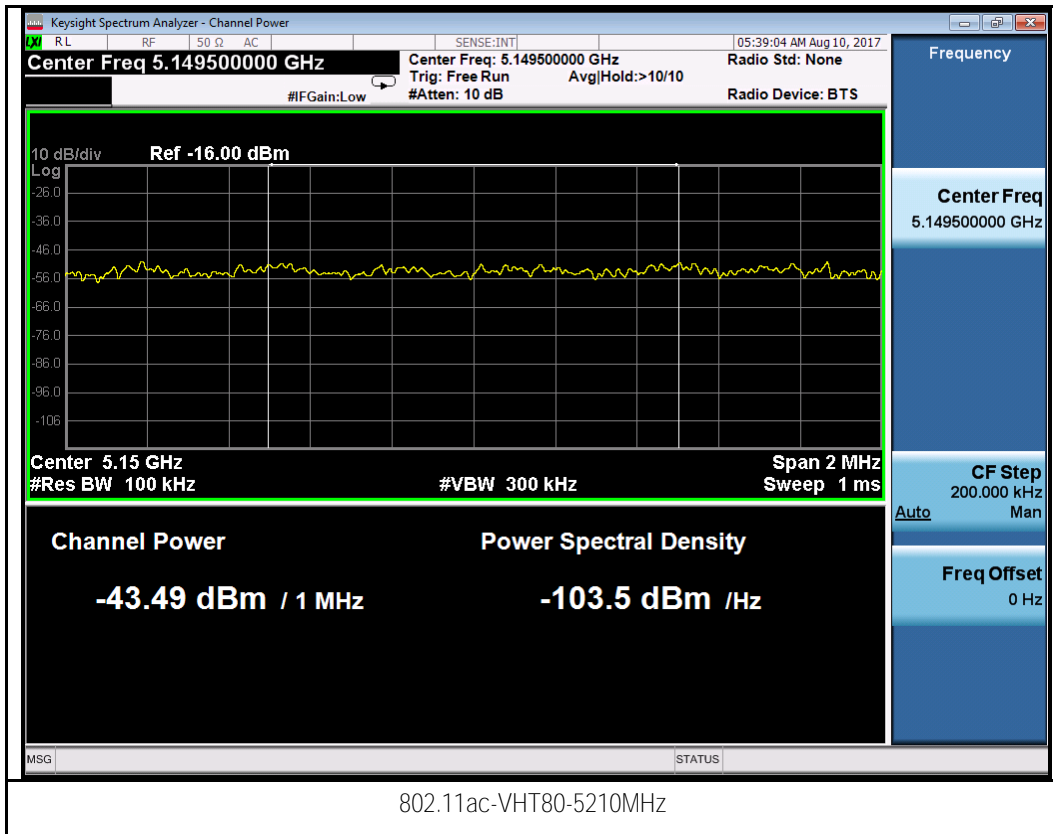 Keysight Spectrum Analyzer - Channel Power
LXI RL RF 50 Ω AC SENSE:INT 05:39:04 AM Aug 10, 2017
Center Freq 5.149500000 GHz
Center Freq: 5.149500000 GHz
Radio Std: None
Trig: Free Run Avg|Hold:>10/10
#IFGain:Low
#Atten: 10 dB
Radio Device: BTS
10 dB/div Ref -16.00 dBm
Log
-26.0
-36.0
-46.0
-56.0
-66.0
-76.0
-86.0
-96.0
-106
Center 5.15 GHz Span 2 MHz
#Res BW 100 kHz #VBW 300 kHz Sweep 1 ms
Channel Power Power Spectral Density
-43.49 dBm / 1 MHz -103.5 dBm /Hz
Frequency
Center Freq
5.149500000 GHz
CF Step
200.000 kHz
Auto Man
Freq Offset
0 Hz
MSG STATUS
802.11ac-VHT80-5210MHz